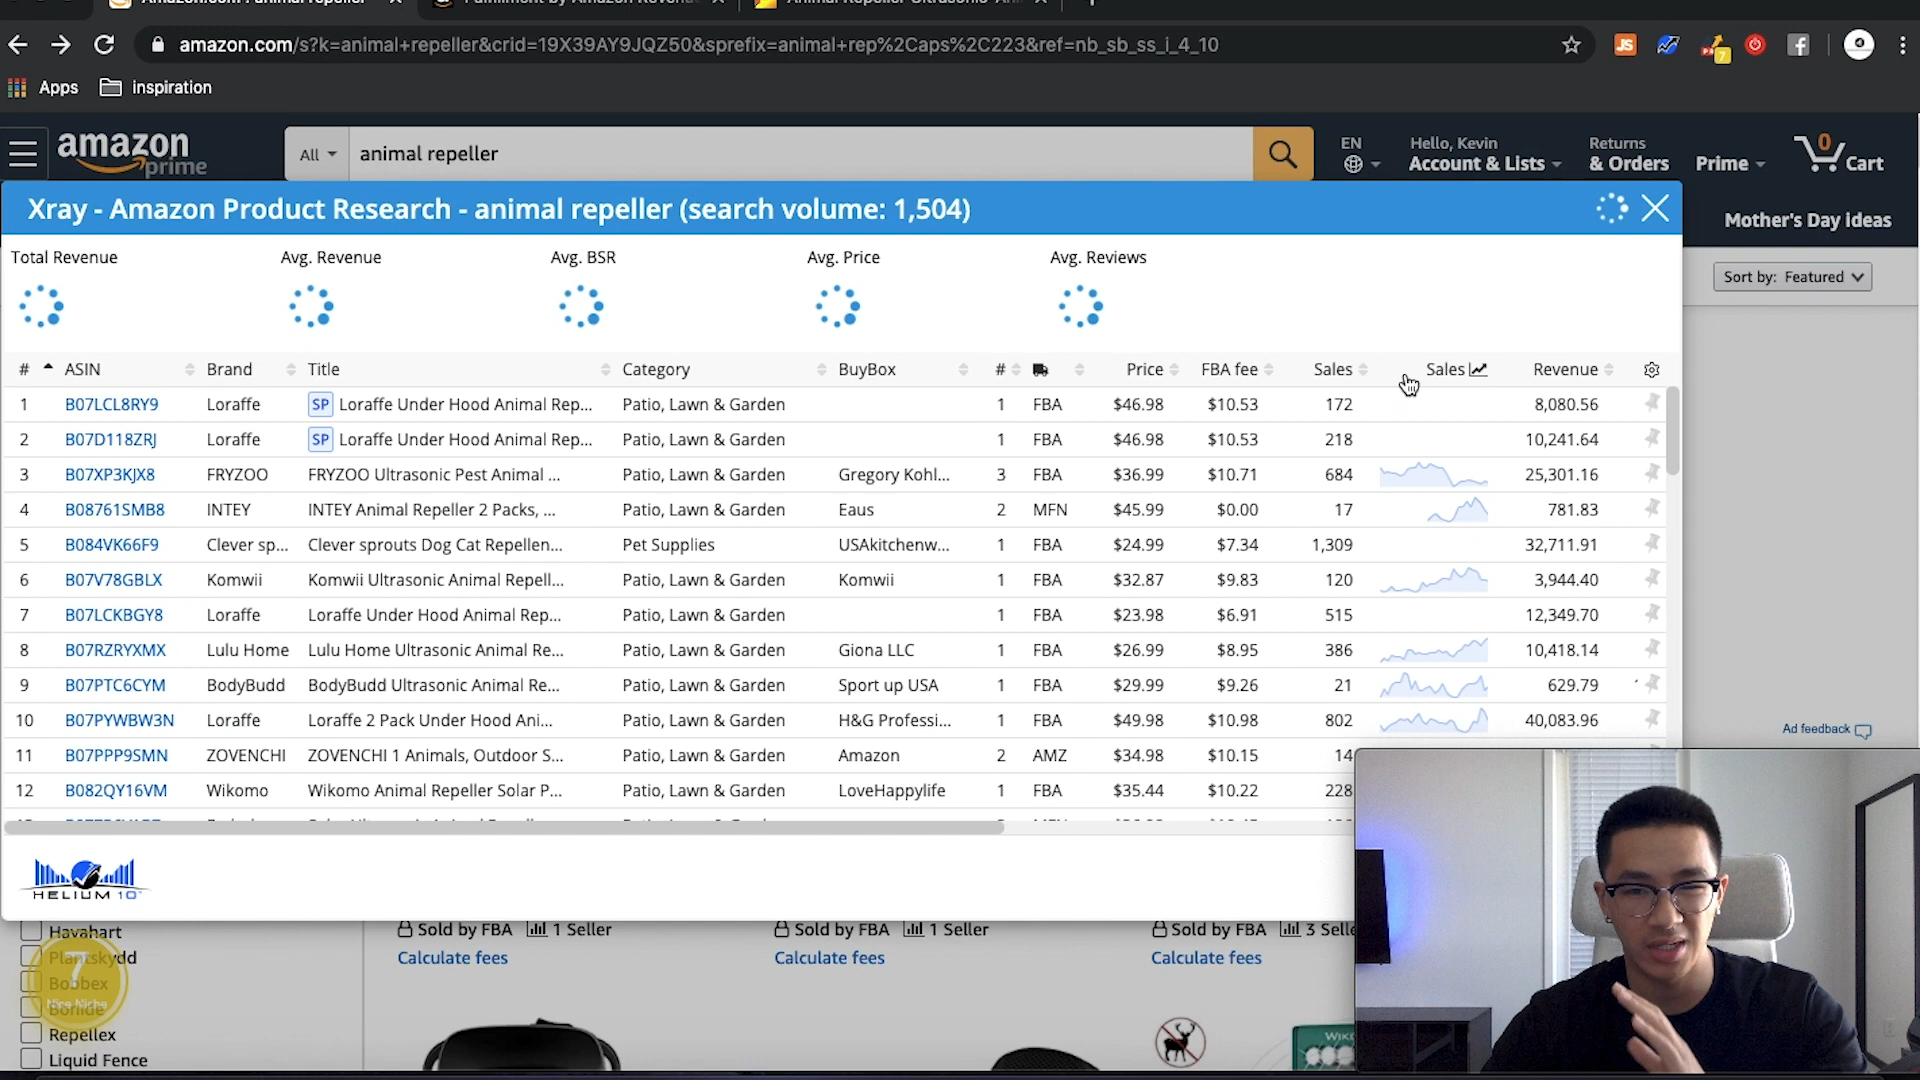 amazon.com/s?k=animal+repeller&crid=19X39AY9JQZ50&sprefix=animal+rep%2Caps%2C223&ref=nb_sb_ss_i_4_10
JS
7
Apps
inspiration
amazon
prime
All
animal repeller
EN
Hello, Kevin
Account & Lists
Returns
& Orders
Prime
0
Cart
Xray - Amazon Product Research - animal repeller (search volume: 1,504)
Mother's Day ideas
Total Revenue Avg. Revenue Avg. BSR Avg. Price Avg. Reviews
Sort by: Featured
# ASIN Brand Title Category BuyBox # Price FBA fee Sales Sales Revenue
1 B07LCL8RY9 Loraffe SP Loraffe Under Hood Animal Rep... Patio, Lawn & Garden 1 FBA $46.98 $10.53 172 8,080.56
2 B07D118ZRJ Loraffe SP Loraffe Under Hood Animal Rep... Patio, Lawn & Garden 1 FBA $46.98 $10.53 218 10,241.64
3 B07XP3KJX8 FRYZOO FRYZOO Ultrasonic Pest Animal ... Patio, Lawn & Garden Gregory Kohl... 3 FBA $36.99 $10.71 684 25,301.16
4 B08761SMB8 INTEY INTEY Animal Repeller 2 Packs, ... Patio, Lawn & Garden Eaus 2 MFN $45.99 $0.00 17 781.83
5 B084VK66F9 Clever sp... Clever sprouts Dog Cat Repellen... Pet Supplies USAkitchenw... 1 FBA $24.99 $7.34 1,309 32,711.91
6 B07V78GBLX Komwii Komwii Ultrasonic Animal Repell... Patio, Lawn & Garden Komwii 1 FBA $32.87 $9.83 120 3,944.40
7 B07LCKBGY8 Loraffe Loraffe Under Hood Animal Rep... Patio, Lawn & Garden 1 FBA $23.98 $6.91 515 12,349.70
8 B07RZRYXMX Lulu Home Lulu Home Ultrasonic Animal Re... Patio, Lawn & Garden Giona LLC 1 FBA $26.99 $8.95 386 10,418.14
9 B07PTC6CYM BodyBudd BodyBudd Ultrasonic Animal Re... Patio, Lawn & Garden Sport up USA 1 FBA $29.99 $9.26 21 629.79
10 B07PYWBW3N Loraffe Loraffe 2 Pack Under Hood Ani... Patio, Lawn & Garden H&G Professi... 1 FBA $49.98 $10.98 802 40,083.96
Ad feedback
11 B07PPP9SMN ZOVENCHI ZOVENCHI 1 Animals, Outdoor S... Patio, Lawn & Garden Amazon 2 AMZ $34.98 $10.15 14
12 B082QY16VM Wikomo Wikomo Animal Repeller Solar P... Patio, Lawn & Garden LoveHappylife 1 FBA $35.44 $10.22 228
HELIUM 10
Havahart
Sold by FBA 1 Seller Sold by FBA 1 Seller Sold by FBA 3 Selle
Plantskydd
Calculate fees Calculate fees Calculate fees
7
Bobbex
Nice Niche
Bonide
Repellex
Liquid Fence